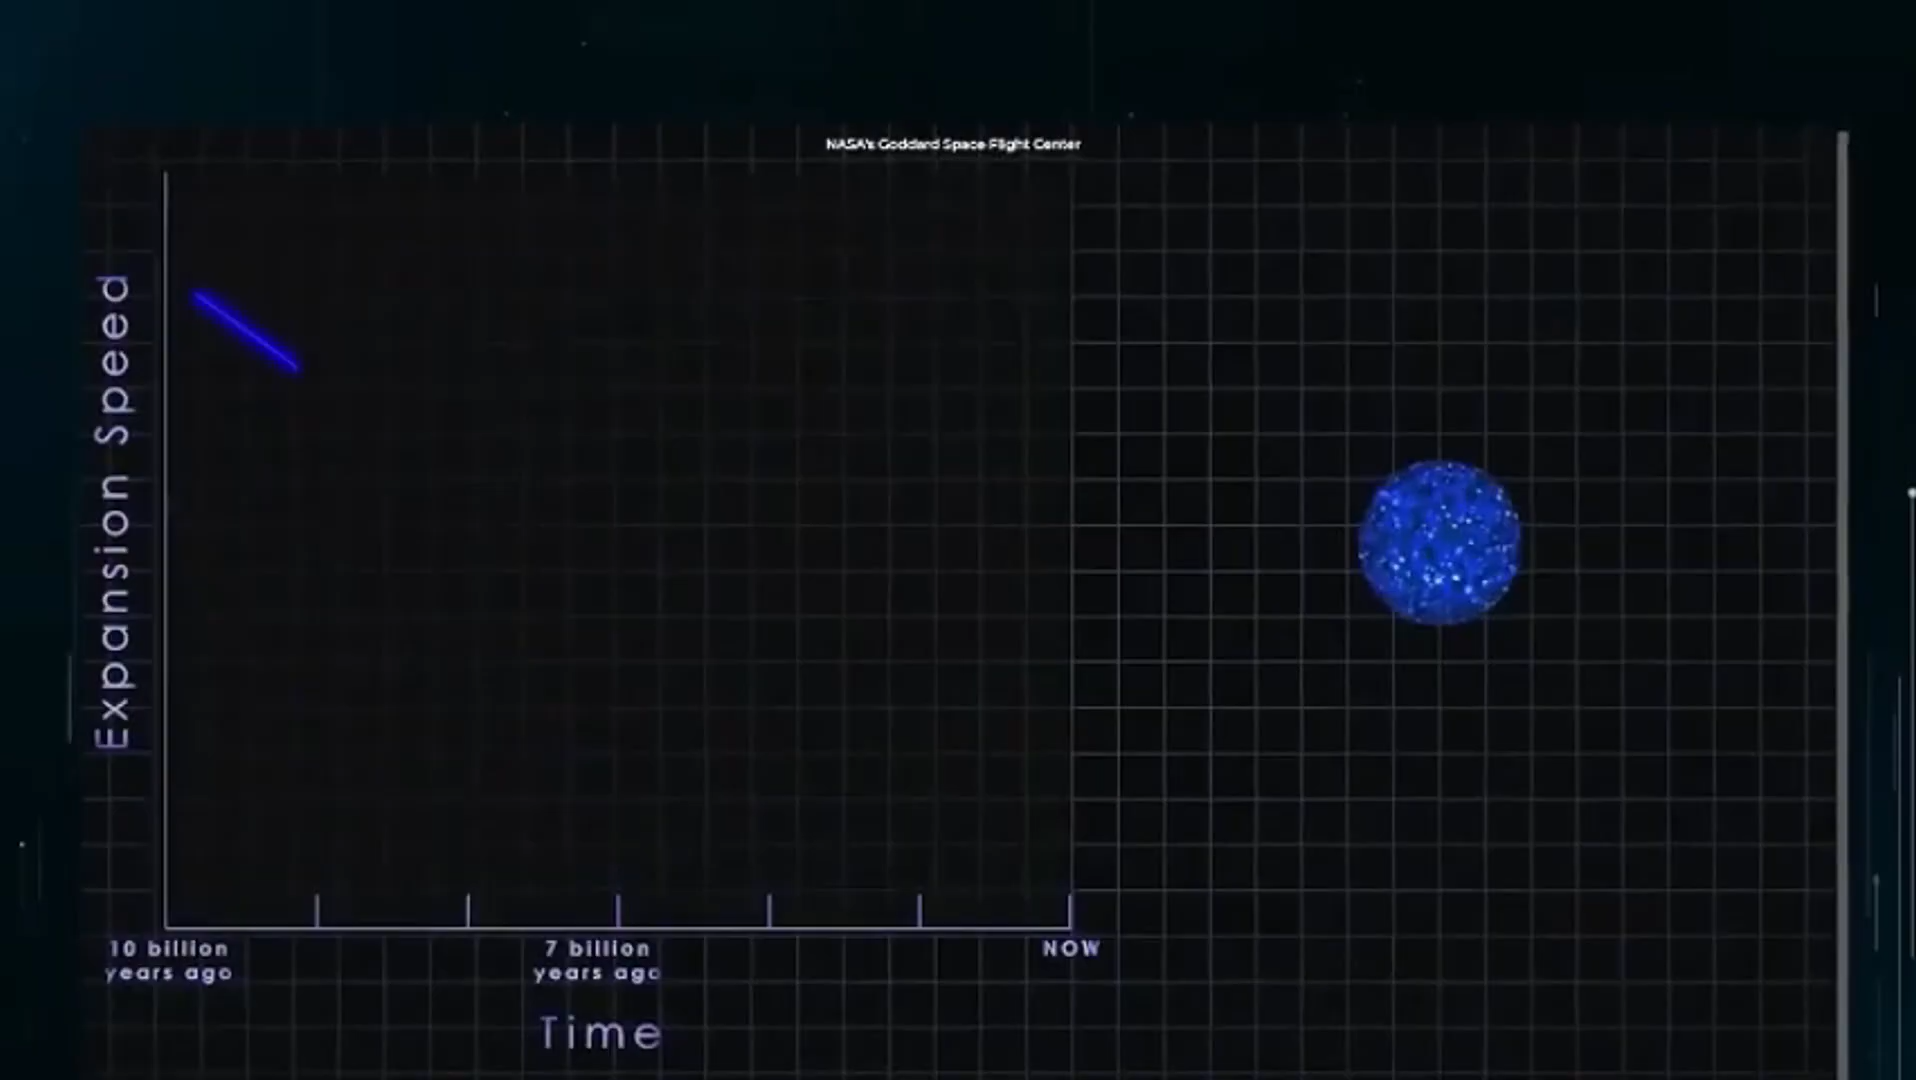 NASA's Goddard Space Flight Center
Expansion Speed
10 billion
years ago
7 billion
years ago
NOW
Time